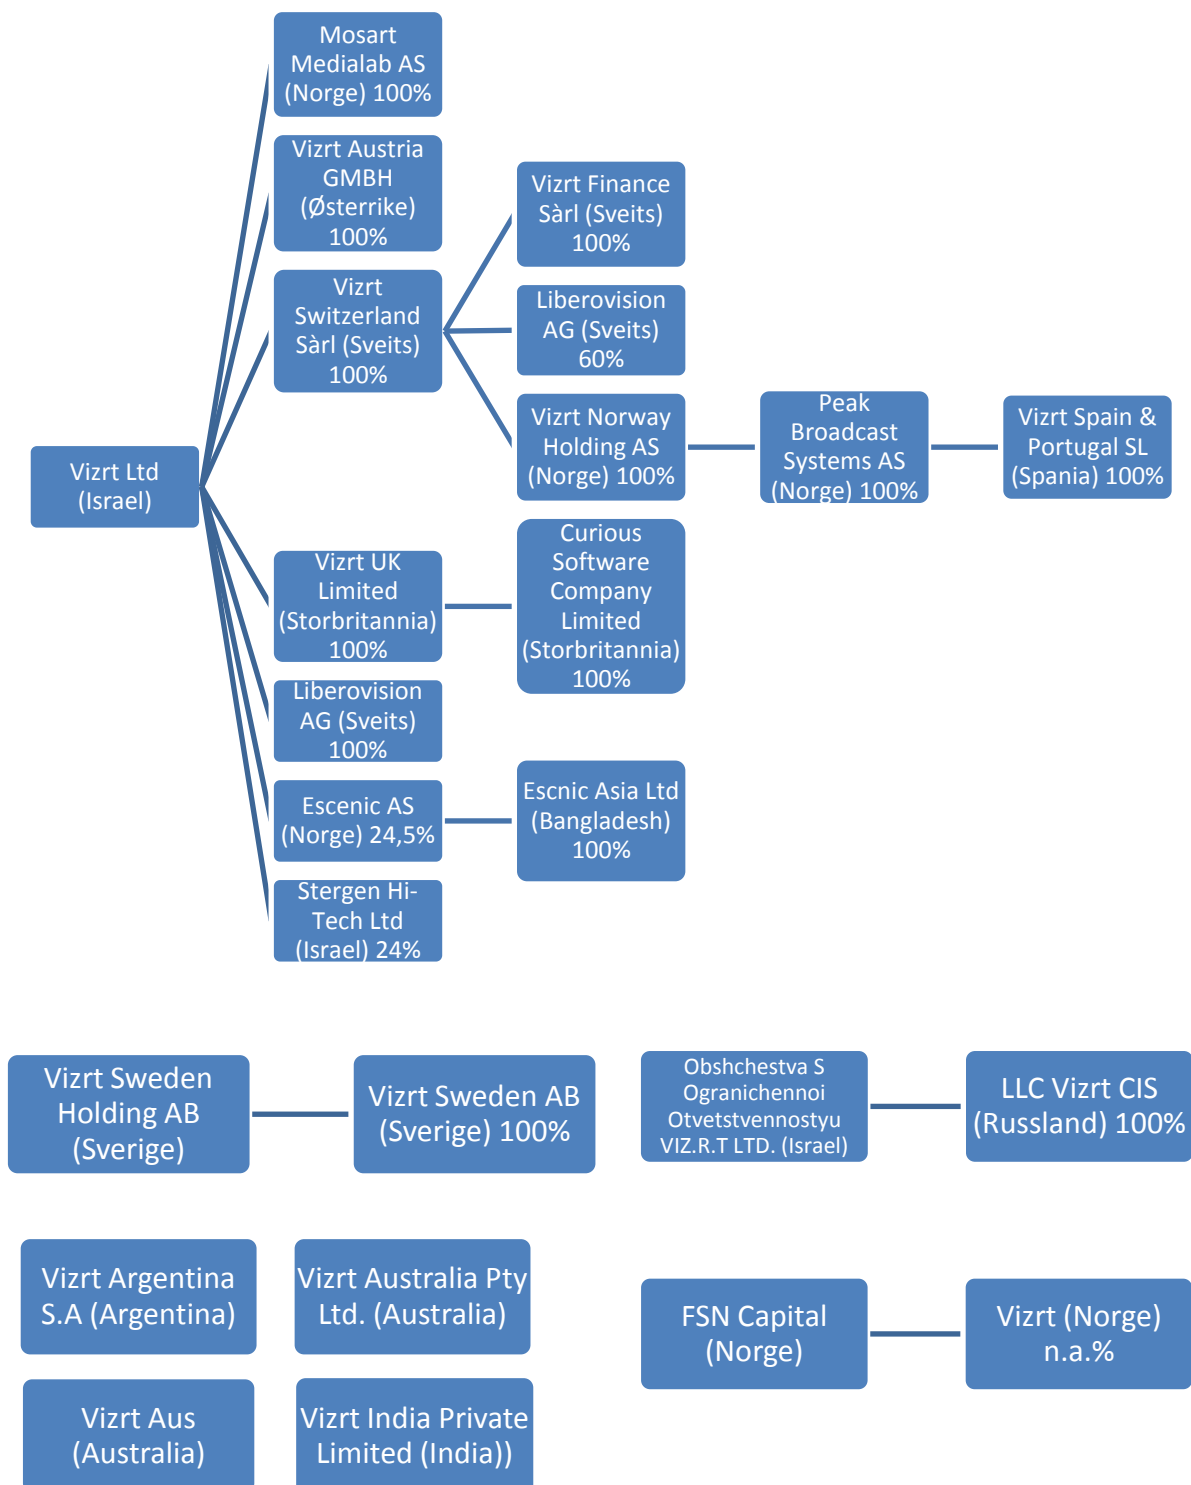 Mosart
Medialab AS
(Norge) 100%
Vizrt Austria
GMBH
(Østerrike)
100%
Vizrt
Switzerland
Sàrl (Sveits)
100%
Vizrt Finance
Sàrl (Sveits)
100%
Liberovision
AG (Sveits)
60%
Vizrt Norway
Holding AS
(Norge) 100%
Peak
Broadcast
Systems AS
(Norge) 100%
Vizrt Spain &
Portugal SL
(Spania) 100%
Vizrt Ltd
(Israel)
Vizrt UK
Limited
(Storbritannia)
100%
Curious
Software
Company
Limited
(Storbritannia)
100%
Liberovision
AG (Sveits)
100%
Escenic AS
(Norge) 24,5%
Escnic Asia Ltd
(Bangladesh)
100%
Stergen Hi-
Tech Ltd
(Israel) 24%
Vizrt Sweden
Holding AB
(Sverige)
Vizrt Sweden AB
(Sverige) 100%
Obshchestva S
Ogranichennoi
Otvetstvennostyu
VIZ.R.T LTD. (Israel)
LLC Vizrt CIS
(Russland) 100%
Vizrt Argentina
S.A (Argentina)
Vizrt Australia Pty
Ltd. (Australia)
FSN Capital
(Norge)
Vizrt (Norge)
n.a.%
Vizrt Aus
(Australia)
Vizrt India Private
Limited (India))